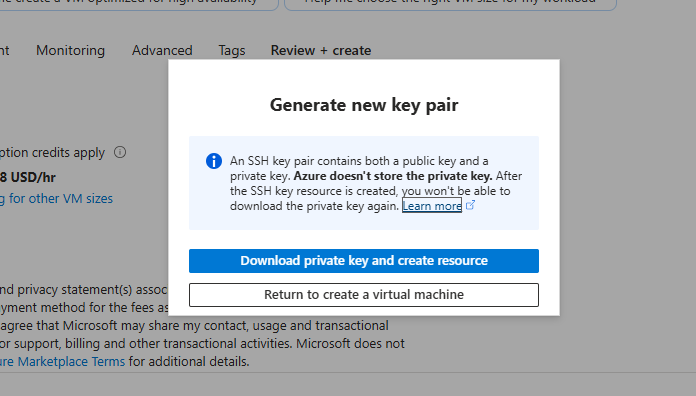 me create a VM optimized for high availability
Help me choose the right VM size for my workload
nt Monitoring Advanced Tags Review + create
Generate new key pair
An SSH key pair contains both a public key and a
private key. Azure doesn't store the private key. After
the SSH key resource is created, you won't be able to
download the private key again. Learn more
Download private key and create resource
Return to create a virtual machine
ption credits apply
8 USD/hr
g for other VM sizes
nd privacy statement(s) assoc
yment method for the fees as
agree that Microsoft may share my contact, usage and transactional
or support, billing and other transactional activities. Microsoft does not
ure Marketplace Terms for additional details.